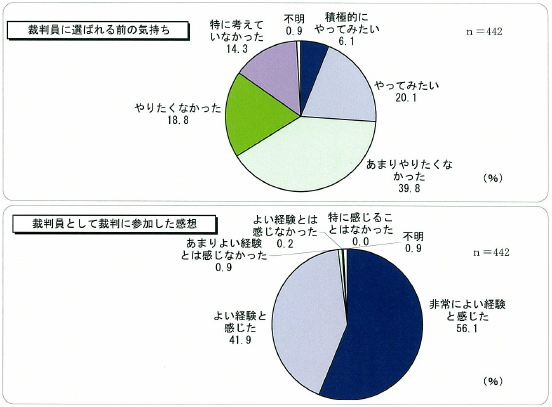 裁判員に選ばれる前の気持ち
特に考えて
いなかった
14.3
不明
0.9
積極的に
やってみたい
6.1
n＝442
やってみたい
20.1
やりたくなかった
18.8
あまりやりたくな
かった
39.8
(%)
裁判員として裁判に参加した感想
よい経験とは
感じなかった
0.2
特に感じるこ
とはなかった
0.0
不明
0.9
n＝442
あまりよい経験
とは感じなかった
0.9
よい経験と
感じた
41.9
非常によい経験
と感じた
56.1
(%)